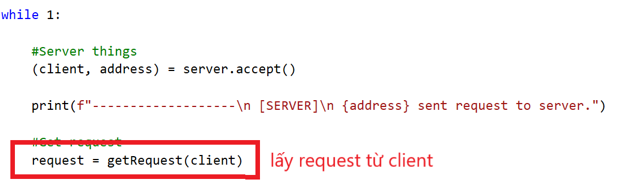 while 1:
#Server things
(client, address) = server.accept()
print(f"-------------------\n [SERVER]\n {address} sent request to server.")
#Get request
request = getRequest(client)
lấy request từ client